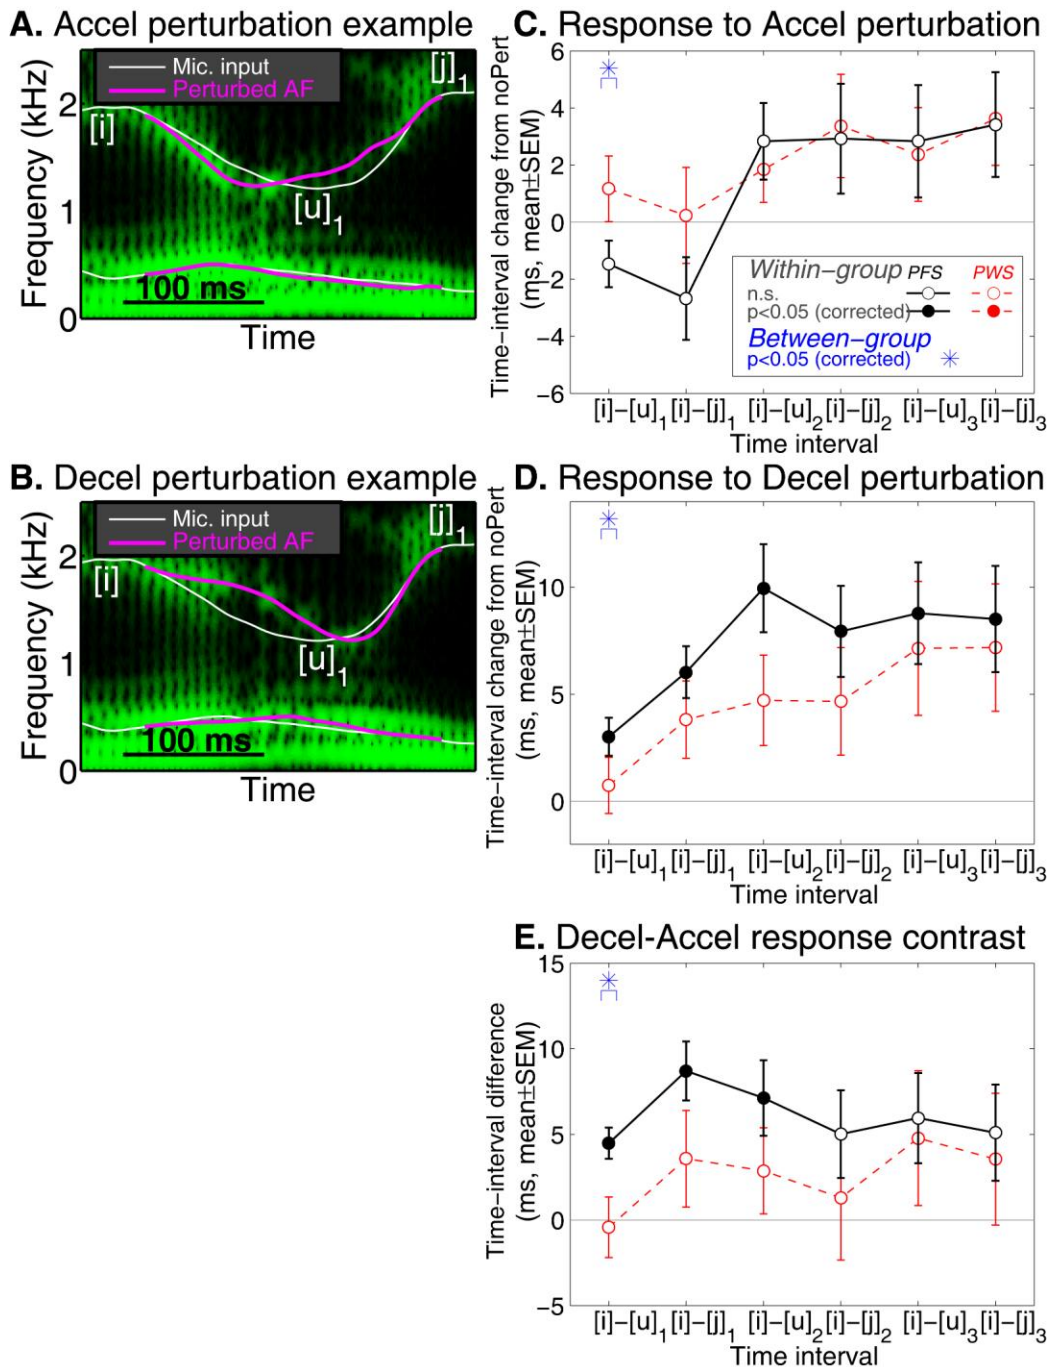 A. Accel perturbation example
Mic. input
Perturbed AF
[i]
[u]1
[j]1
100 ms
2
1
0
Frequency (kHz)
Time
C. Response to Accel perturbation
6
4
2
0
−2
−4
−6
Time−interval change from noPert
(ms, mean±SEM)
Within−group PFS PWS
n.s.
p<0.05 (corrected)
Between−group
p<0.05 (corrected)
[i]−[u]1 [i]−[j]1 [i]−[u]2 [i]−[j]2 [i]−[u]3 [i]−[j]3
Time interval
B. Decel perturbation example
Mic. input
Perturbed AF
[i]
[u]1
[j]1
100 ms
2
1
0
Frequency (kHz)
Time
D. Response to Decel perturbation
10
5
0
Time−interval change from noPert
(ms, mean±SEM)
[i]−[u]1 [i]−[j]1 [i]−[u]2 [i]−[j]2 [i]−[u]3 [i]−[j]3
Time interval
E. Decel-Accel response contrast
15
10
5
0
−5
Time−interval difference
(ms, mean±SEM)
[i]−[u]1 [i]−[j]1 [i]−[u]2 [i]−[j]2 [i]−[u]3 [i]−[j]3
Time interval